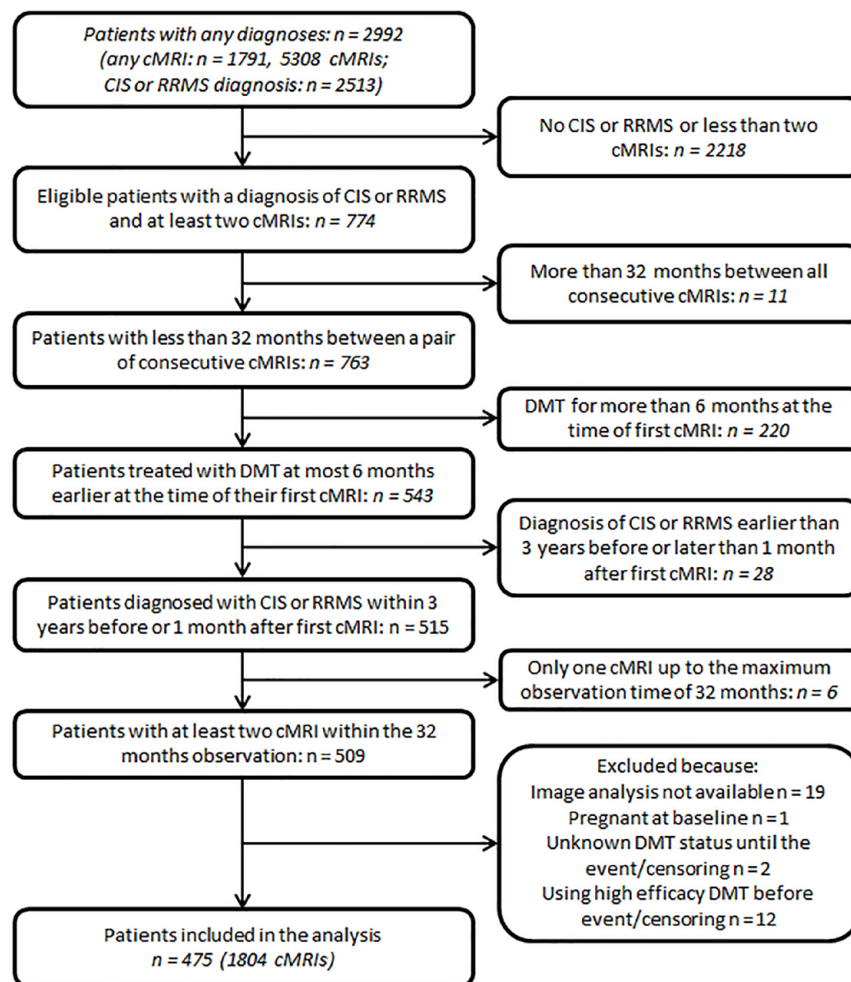 Patients with any diagnoses: n = 2992
(any cMRI: n = 1791, 5308 cMRIs;
CIS or RRMS diagnosis: n = 2513)
No CIS or RRMS or less than two
cMRIs: n = 2218
Eligible patients with a diagnosis of CIS or RRMS
and at least two cMRIs: n = 774
More than 32 months between all
consecutive cMRIs: n = 11
Patients with less than 32 months between a pair
of consecutive cMRIs: n = 763
DMT for more than 6 months at the
time of first cMRI: n = 220
Patients treated with DMT at most 6 months
earlier at the time of their first cMRI: n = 543
Diagnosis of CIS or RRMS earlier than
3 years before or later than 1 month
after first cMRI: n = 28
Patients diagnosed with CIS or RRMS within 3
years before or 1 month after first cMRI: n = 515
Only one cMRI up to the maximum
observation time of 32 months: n = 6
Patients with at least two cMRI within the 32
months observation: n = 509
Excluded because:
Image analysis not available n = 19
Pregnant at baseline n = 1
Unknown DMT status until the
event/censoring n = 2
Using high efficacy DMT before
event/censoring n = 12
Patients included in the analysis
n = 475 (1804 cMRIs)